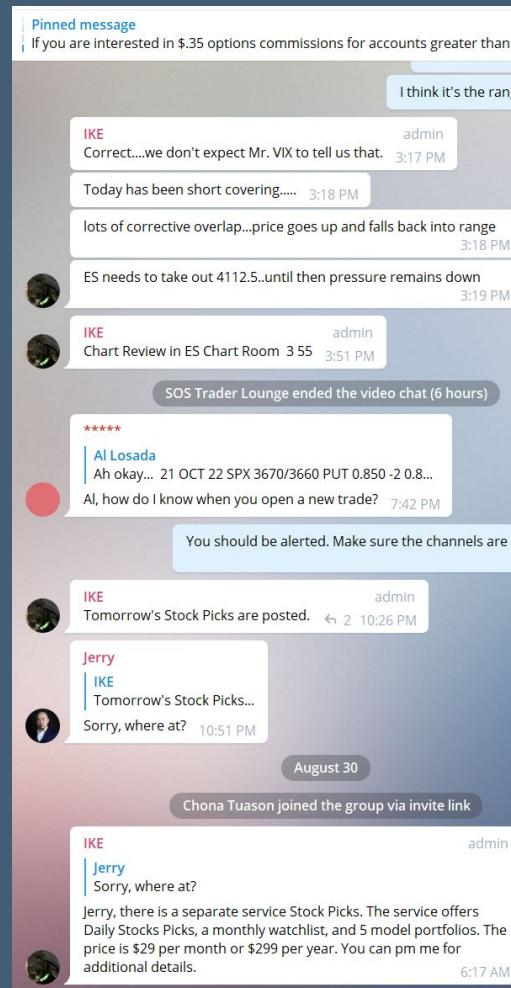 Pinned message
If you are interested in $.35 options commissions for accounts greater than
I think it's the rang
IKE admin
Correct....we don't expect Mr. VIX to tell us that. 3:17 PM
Today has been short covering..... 3:18 PM
lots of corrective overlap...price goes up and falls back into range
3:18 PM
ES needs to take out 4112.5..until then pressure remains down
3:19 PM
IKE admin
Chart Review in ES Chart Room 3 55 3:51 PM
SOS Trader Lounge ended the video chat (6 hours)
*****
Al Losada
Ah okay... 21 OCT 22 SPX 3670/3660 PUT 0.850 -2 0.8...
Al, how do I know when you open a new trade? 7:42 PM
You should be alerted. Make sure the channels are
IKE admin
Tomorrow's Stock Picks are posted. 2 10:26 PM
Jerry
IKE
Tomorrow's Stock Picks...
Sorry, where at? 10:51 PM
August 30
Chona Tuason joined the group via invite link
IKE admin
Jerry
Sorry, where at?
Jerry, there is a separate service Stock Picks. The service offers
Daily Stocks Picks, a monthly watchlist, and 5 model portfolios. The
price is $29 per month or $299 per year. You can pm me for
additional details. 6:17 AM